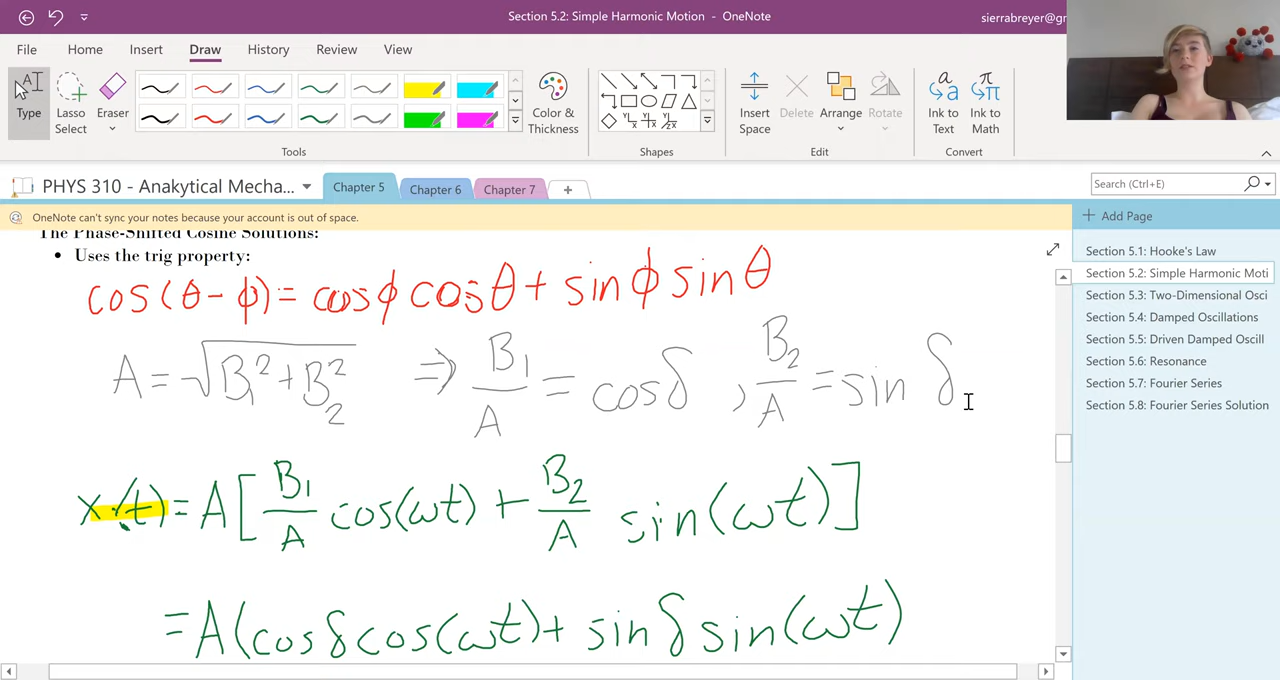 Section 5.2: Simple Harmonic Motion - OneNote
sierrabreyer@gr
File Home Insert Draw History Review View
Type
Lasso Select
Eraser
Color & Thickness
Insert Space
Delete
Arrange
Rotate
Ink to Text
Ink to Math
Tools Shapes Edit Convert
PHYS 310 - Anakytical Mecha... Chapter 5 Chapter 6 Chapter 7 +
Search (Ctrl+E)
OneNote can't sync your notes because your account is out of space.
Add Page
Section 5.1: Hooke's Law
Section 5.2: Simple Harmonic Moti
Section 5.3: Two-Dimensional Osci
Section 5.4: Damped Oscillations
Section 5.5: Driven Damped Oscill
Section 5.6: Resonance
Section 5.7: Fourier Series
Section 5.8: Fourier Series Solution
The Phase-Shifted Cosine Solutions:
• Uses the trig property:
cos(θ-ϕ)= cosϕ cosθ + sinϕ sinθ
A = √(B₁² + B₂²) ⇒ B₁/A = cosδ , B₂/A = sin δ
x(t) = A[B₁/A cos(ωt) + B₂/A sin(ωt)]
= A(cosδ cos(ωt) + sinδ sin(ωt)